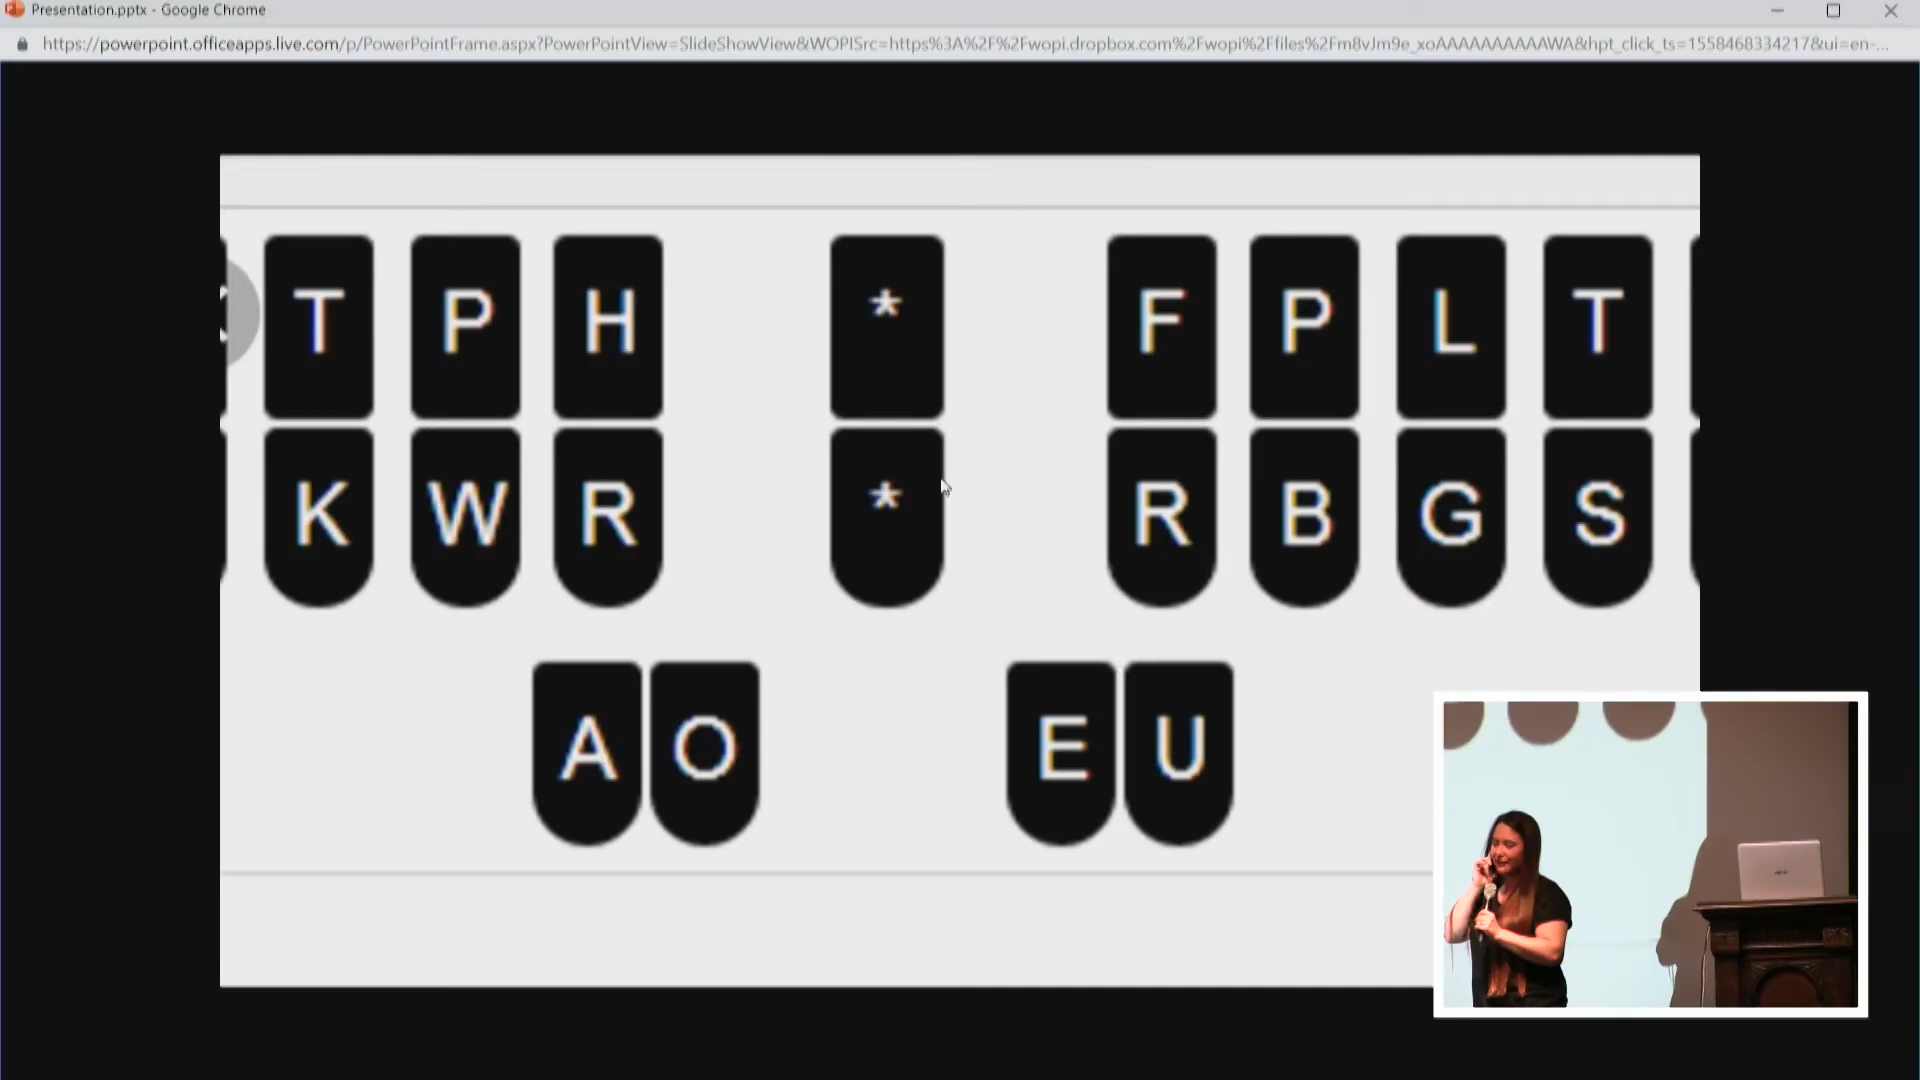 Presentation.pptx - Google Chrome
https://powerpoint.officeapps.live.com/p/PowerPointFrame.aspx?PowerPointView=SlideShowView&WOPISrc=https%3A%2F%2Fwopi.dropbox.com%2Fwopi%2Ffiles%2Fm8vJm9e_xoAAAAAAAAAAWA&hpt_click_ts=1558468334217&ui=en-...
T P H * F P L T
K W R * R B G S
A O E U